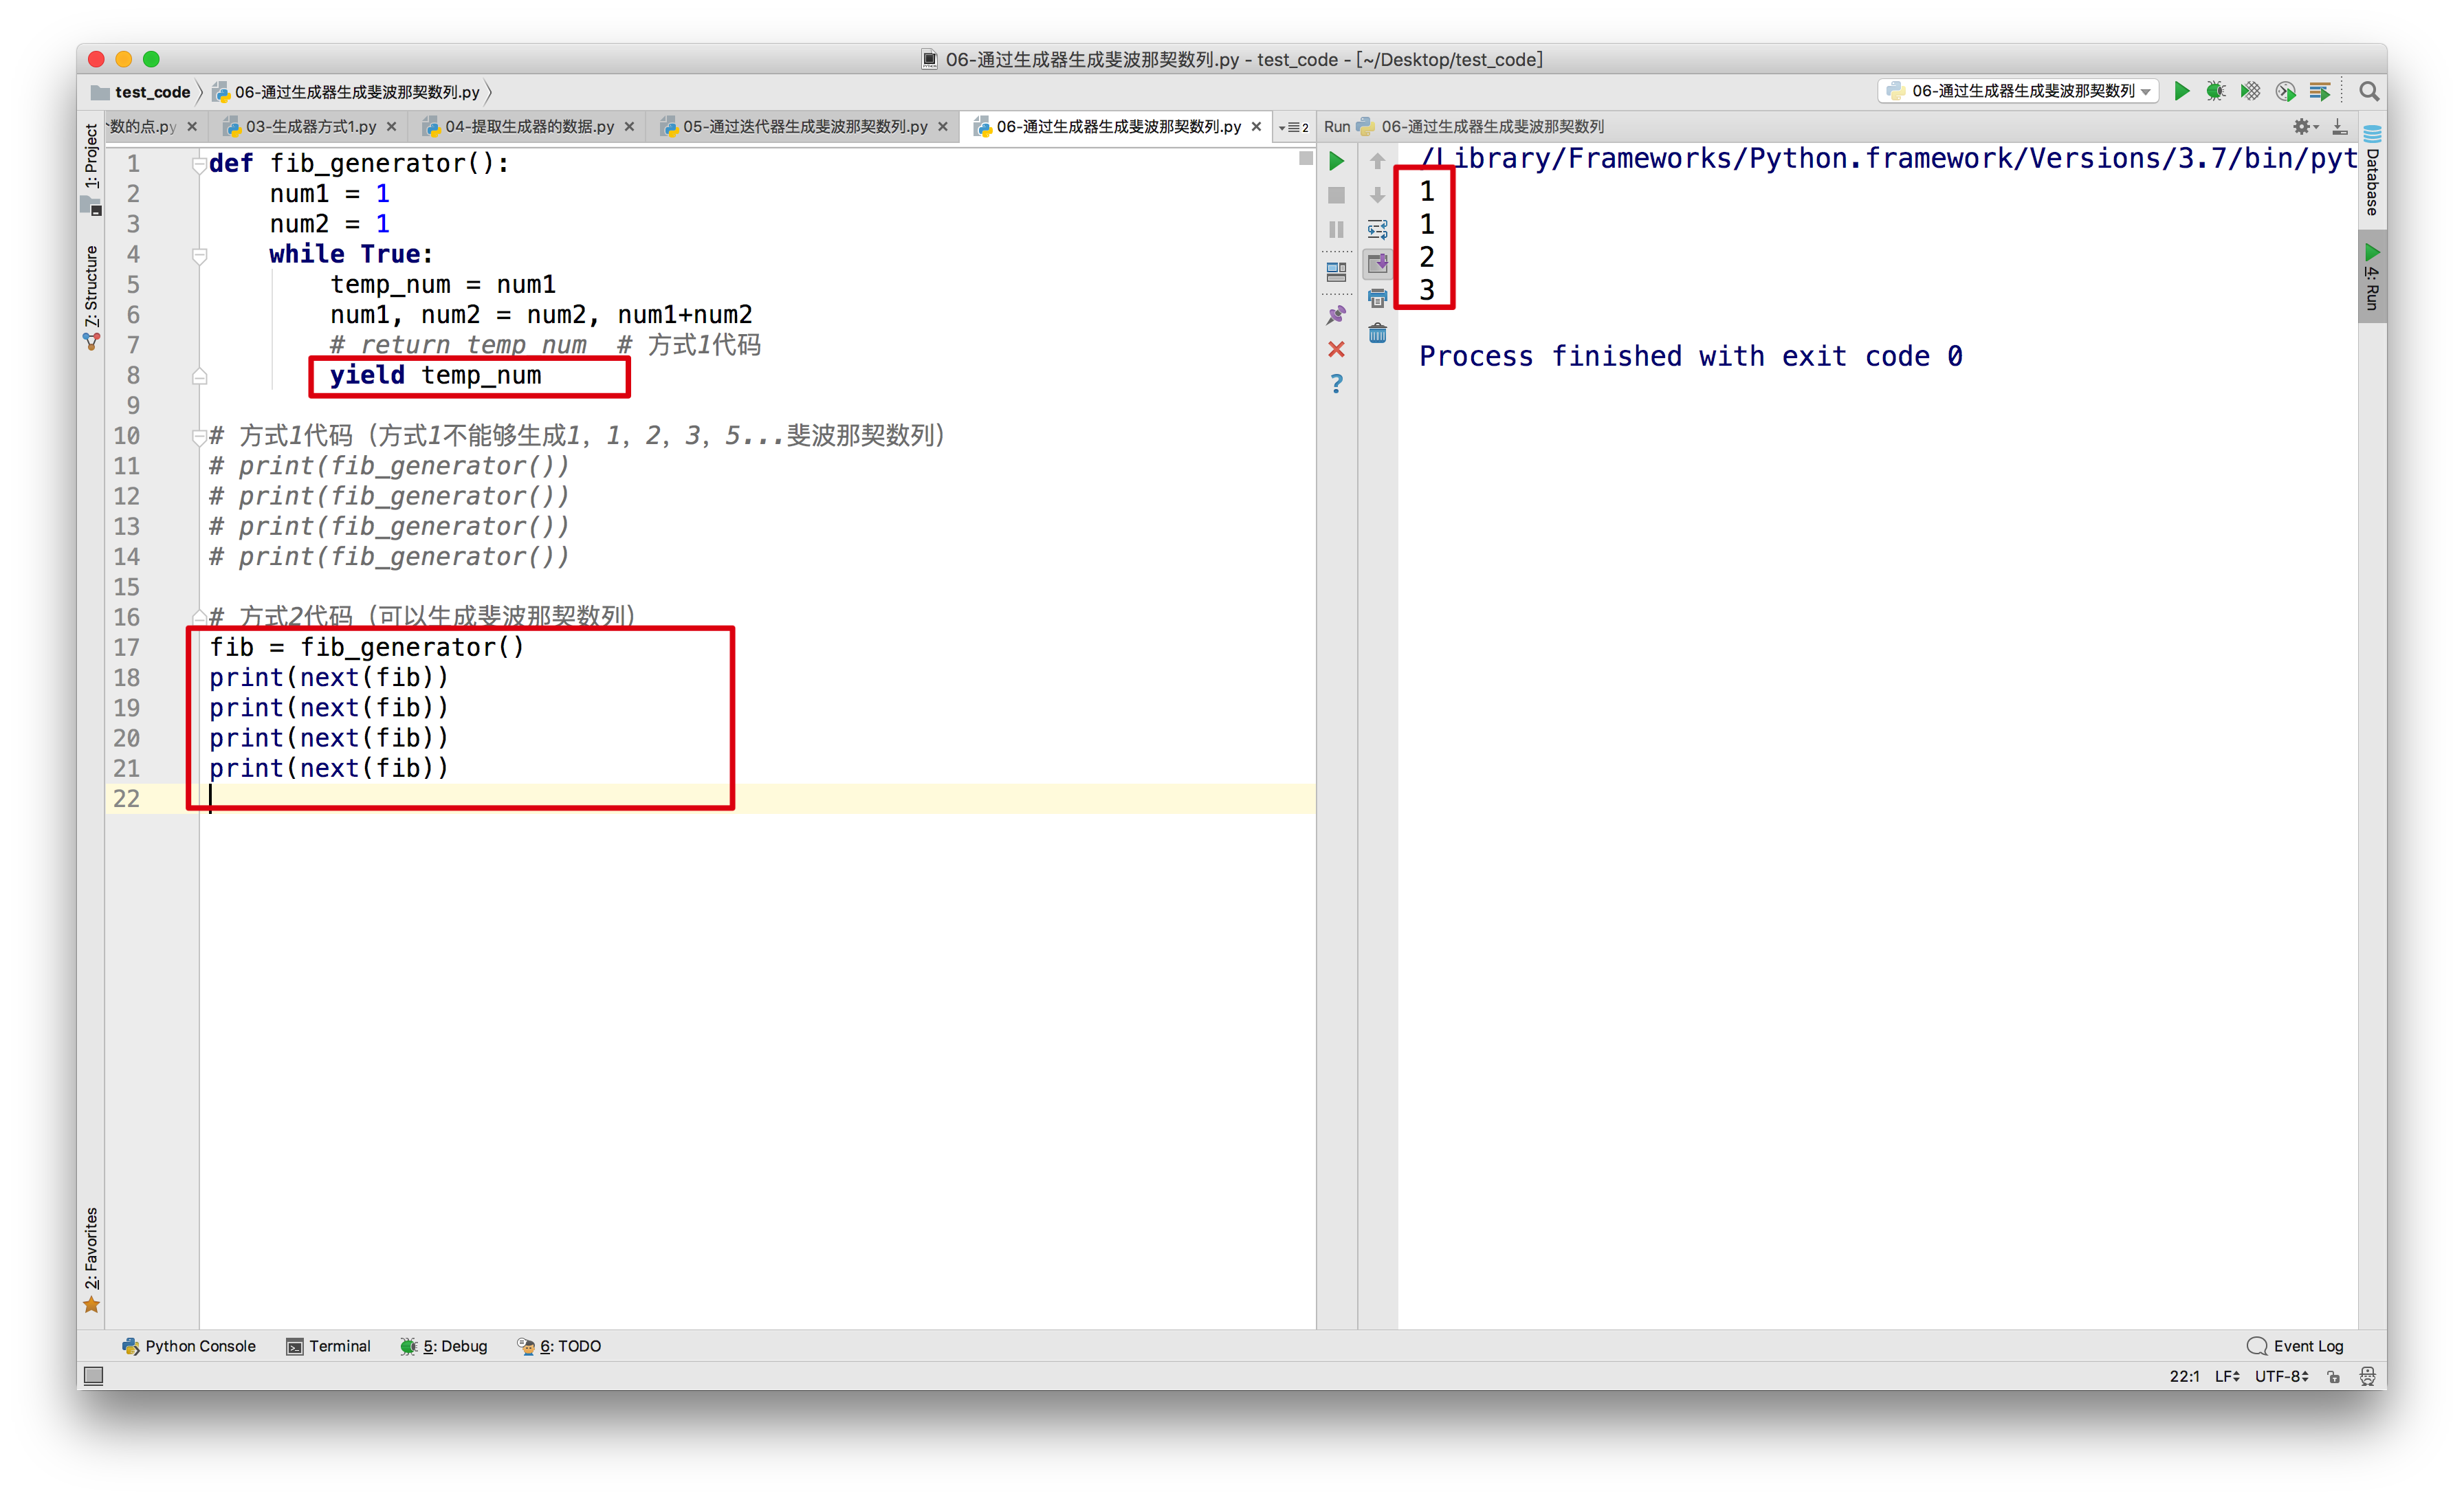 06-通过生成器生成斐波那契数列.py - test_code - [~/Desktop/test_code]
test_code 06-通过生成器生成斐波那契数列.py 06-通过生成器生成斐波那契数列
数的点.py 03-生成器方式1.py 04-提取生成器的数据.py 05-通过迭代器生成斐波那契数列.py 06-通过生成器生成斐波那契数列.py 2
1: Project
7: Structure
2: Favorites
1 def fib_generator():
2     num1 = 1
3     num2 = 1
4     while True:
5         temp_num = num1
6         num1, num2 = num2, num1+num2
7         # return temp_num  # 方式1代码
8         yield temp_num
9
10 # 方式1代码（方式1不能够生成1，1，2，3，5...斐波那契数列）
11 # print(fib_generator())
12 # print(fib_generator())
13 # print(fib_generator())
14 # print(fib_generator())
15
16 # 方式2代码（可以生成斐波那契数列）
17 fib = fib_generator()
18 print(next(fib))
19 print(next(fib))
20 print(next(fib))
21 print(next(fib))
22
Run 06-通过生成器生成斐波那契数列
/Library/Frameworks/Python.framework/Versions/3.7/bin/pyt
1
1
2
3
Process finished with exit code 0
Database
4: Run
Python Console Terminal 5: Debug 6: TODO Event Log
22:1 LF UTF-8